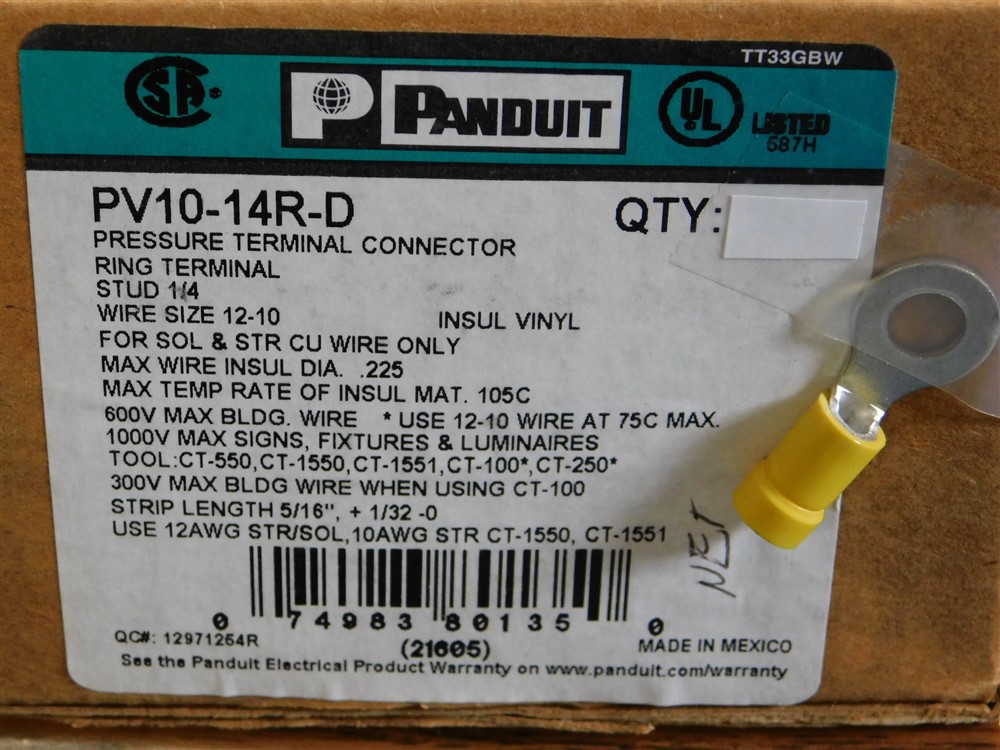 TT33GBW
SA PANDUIT UL LISTED
587H
PV10-14R-D QTY:
PRESSURE TERMINAL CONNECTOR
RING TERMINAL
STUD 1/4
WIRE SIZE 12-10 INSUL VINYL
FOR SOL & STR CU WIRE ONLY
MAX WIRE INSUL DIA. .225
MAX TEMP RATE OF INSUL MAT. 105C
600V MAX BLDG. WIRE * USE 12-10 WIRE AT 75C MAX.
1000V MAX SIGNS, FIXTURES & LUMINAIRES
TOOL:CT-550,CT-1550,CT-1551,CT-100*,CT-250*
300V MAX BLDG WIRE WHEN USING CT-100
STRIP LENGTH 5/16", + 1/32 -0
USE 12AWG STR/SOL,10AWG STR CT-1550, CT-1551
NET
0 74983 80135 0
QC#: 12971254R (21605) MADE IN MEXICO
See the Panduit Electrical Product Warranty on www.panduit.com/warranty